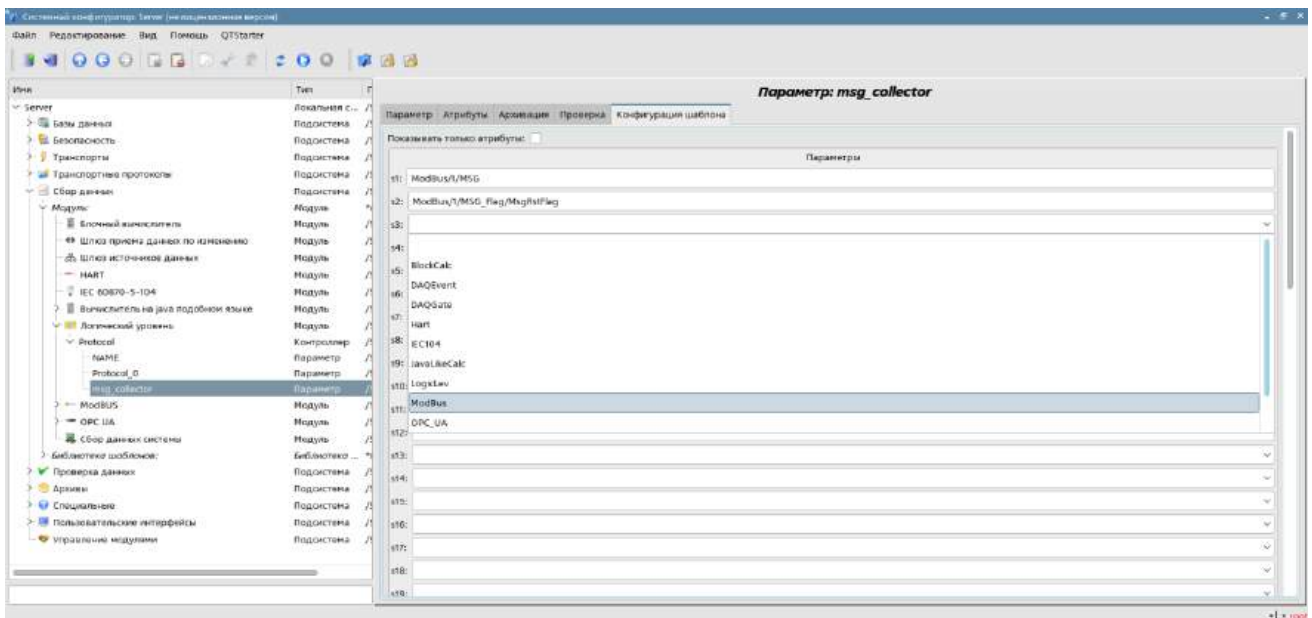 Системный конфигуратор: Server (не лицензионная версия)
Файл Редактирование Вид Помощь QTStarter
Имя Тип П
Server Локальная с... /S
Базы данных Подсистема /S
Безопасность Подсистема /S
Транспорты Подсистема /S
Транспортные протоколы Подсистема /S
Сбор данных Подсистема /S
Модуль: Модуль
Блочный вычислитель Модуль /S
Шлюз приема данных по изменению Модуль /S
Шлюз источников данных Модуль /S
HART Модуль /S
IEC 60870-5-104 Модуль /S
Вычислитель на java подобном языке Модуль /S
Логический уровень Модуль /S
Protocol Контроллер /S
NAME Параметр /S
Protocol_0 Параметр /S
msg_collector Параметр /S
ModBUS Модуль /S
OPC UA Модуль /S
Сбор данных системы Модуль /S
Библиотека шаблонов: Библиотека ...
Проверка данных Подсистема /S
Архивы Подсистема /S
Специальные Подсистема /S
Пользовательские интерфейсы Подсистема /S
Управление модулями Подсистема /S
Параметр: msg_collector
Параметр Атрибуты Архивация Проверка Конфигурация шаблона
Показывать только атрибуты:
Параметры
s1: ModBus/1/MSG
s2: ModBus/1/MSG_flag/MsgRstFlag
s3:
s4:
BlockCalc
s5:
DAQEvent
s6:
DAQGate
s7:
Hart
s8: IEC104
s9: JavaLikeCalc
s10: LogicLev
s11: ModBus
OPC_UA
s12:
s13:
s14:
s15:
s16:
s17:
s18:
s19:
root